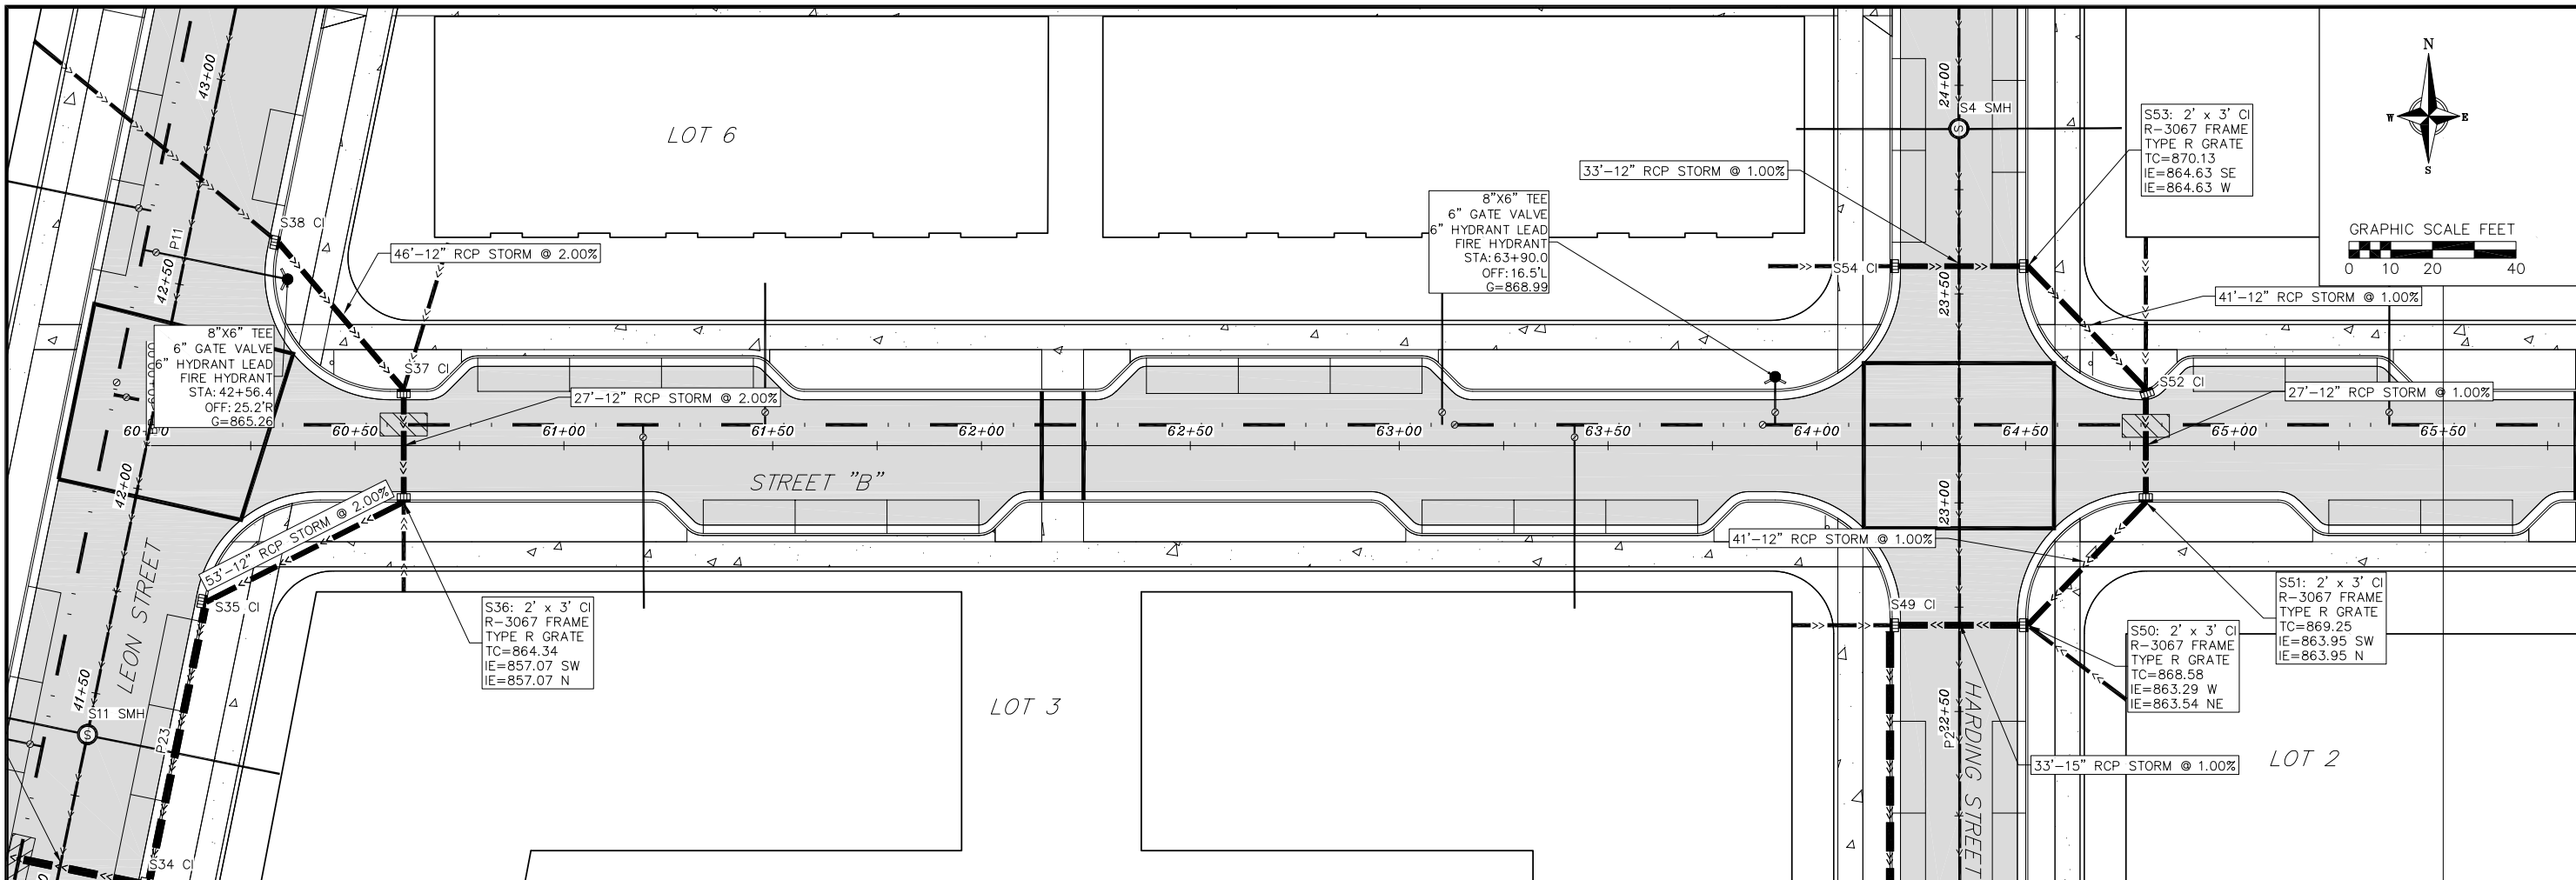 43+00
LOT 6
24+00
S4 SMH
S53: 2' x 3' CI
R-3067 FRAME
TYPE R GRATE
TC=870.13
IE=864.63 SE
IE=864.63 W
N
W
E
S
33'-12" RCP STORM @ 1.00%
8"X6" TEE
6" GATE VALVE
6" HYDRANT LEAD
FIRE HYDRANT
STA: 63+90.0
OFF: 16.5'L
G=868.99
GRAPHIC SCALE FEET
0 10 20 40
S38 CI
P11
42+50
46'-12" RCP STORM @ 2.00%
S54 CI
23+50
41'-12" RCP STORM @ 1.00%
8"X6" TEE
6" GATE VALVE
6" HYDRANT LEAD
FIRE HYDRANT
STA: 42+56.4
OFF: 25.2'R
G=865.26
S37 CI
27'-12" RCP STORM @ 2.00%
S52 CI
27'-12" RCP STORM @ 1.00%
60+50
61+00
61+50
62+00
62+50
63+00
63+50
64+00
64+50
65+00
65+50
42+00
STREET "B"
23+00
53'-12" RCP STORM @ 2.00%
41'-12" RCP STORM @ 1.00%
LEON STREET
S35 CI
S36: 2' x 3' CI
R-3067 FRAME
TYPE R GRATE
TC=864.34
IE=857.07 SW
IE=857.07 N
S49 CI
S51: 2' x 3' CI
R-3067 FRAME
TYPE R GRATE
TC=869.25
IE=863.95 SW
IE=863.95 N
S50: 2' x 3' CI
R-3067 FRAME
TYPE R GRATE
TC=868.58
IE=863.29 W
IE=863.54 NE
41+50
S11 SMH
P23
LOT 3
22+50
HARDING STREET
LOT 2
33'-15" RCP STORM @ 1.00%
S34 CI